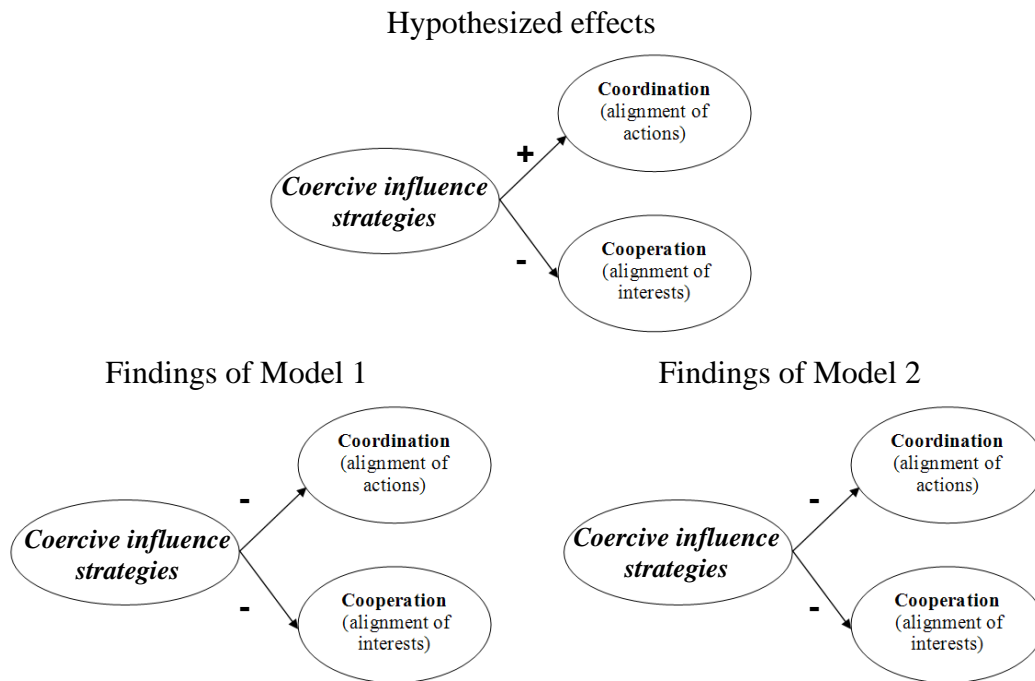 Hypothesized effects
Coordination
(alignment of
actions)
+
Coercive influence
strategies
-
Cooperation
(alignment of
interests)
Findings of Model 1
Coordination
(alignment of
actions)
-
Coercive influence
strategies
-
Cooperation
(alignment of
interests)
Findings of Model 2
Coordination
(alignment of
actions)
-
Coercive influence
strategies
-
Cooperation
(alignment of
interests)